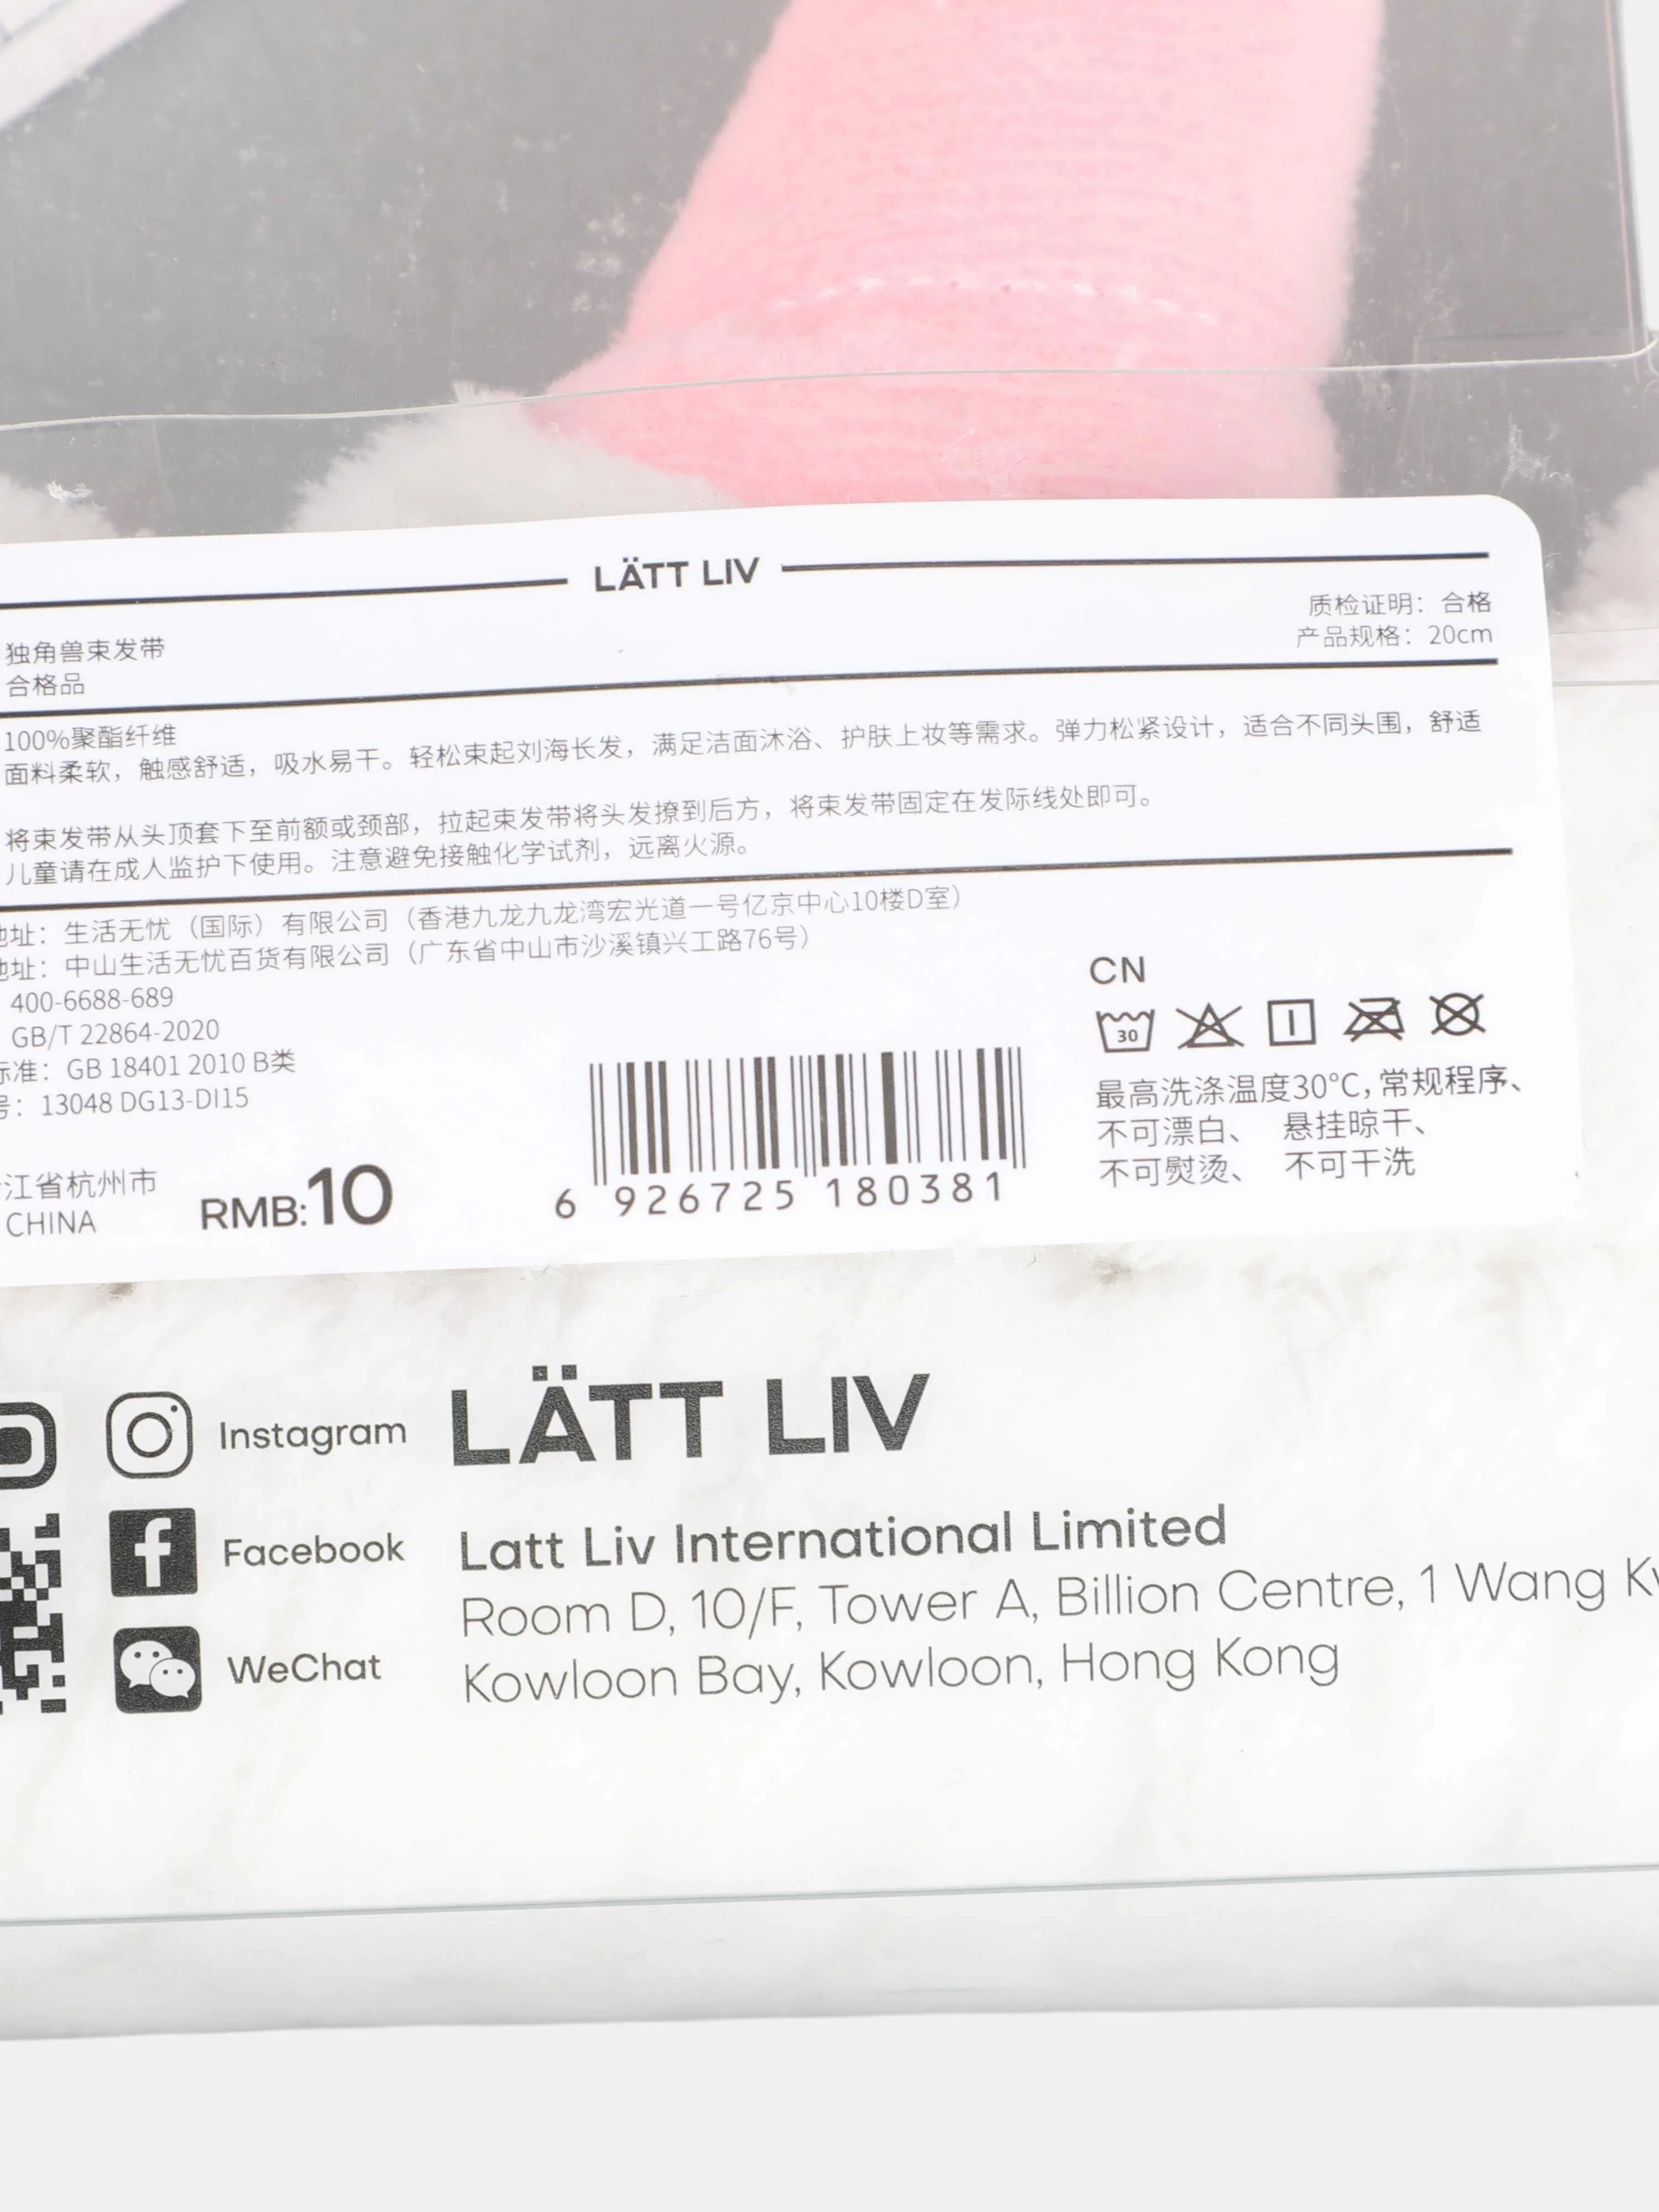 LÄTT LIV
独角兽束发带
质检证明：合格
合格品
产品规格：20cm
100%聚酯纤维
面料柔软，触感舒适，吸水易干。轻松束起刘海长发，满足洁面沐浴、护肤上妆等需求。弹力松紧设计，适合不同头围，舒适
将束发带从头顶套下至前额或颈部，拉起束发带将头发撩到后方，将束发带固定在发际线处即可。
儿童请在成人监护下使用。注意避免接触化学试剂，远离火源。
址：生活无忧（国际）有限公司（香港九龙九龙湾宏光道一号亿京中心10楼D室）
址：中山生活无忧百货有限公司（广东省中山市沙溪镇兴工路76号）
400-6688-689
GB/T 22864-2020
准：GB 18401 2010 B类
号：13048 DG13-DI15
江省杭州市
CHINA
RMB:10
6 926725 180381
CN
30
最高洗涤温度30°C，常规程序、
不可漂白、 悬挂晾干、
不可熨烫、 不可干洗
Instagram
Facebook
WeChat
LÄTT LIV
Latt Liv International Limited
Room D, 10/F, Tower A, Billion Centre, 1 Wang
Kowloon Bay, Kowloon, Hong Kong